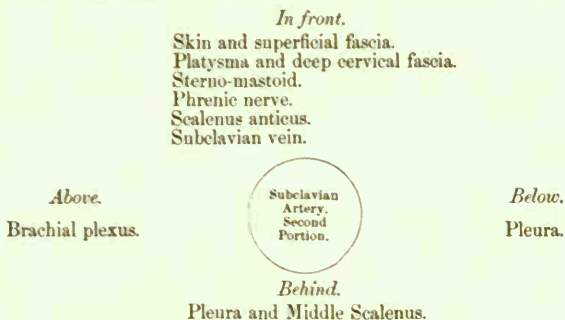 In front.
Skin and superficial fascia.
Platysma and deep cervical fascia.
Sterno-mastoid.
Phrenic nerve.
Scalenus anticus.
Subclavian vein.
Above.
Brachial plexus.
Subclavian
Artery.
Second
Portion.
Below.
Pleura.
Behind.
Pleura and Middle Scalenus.